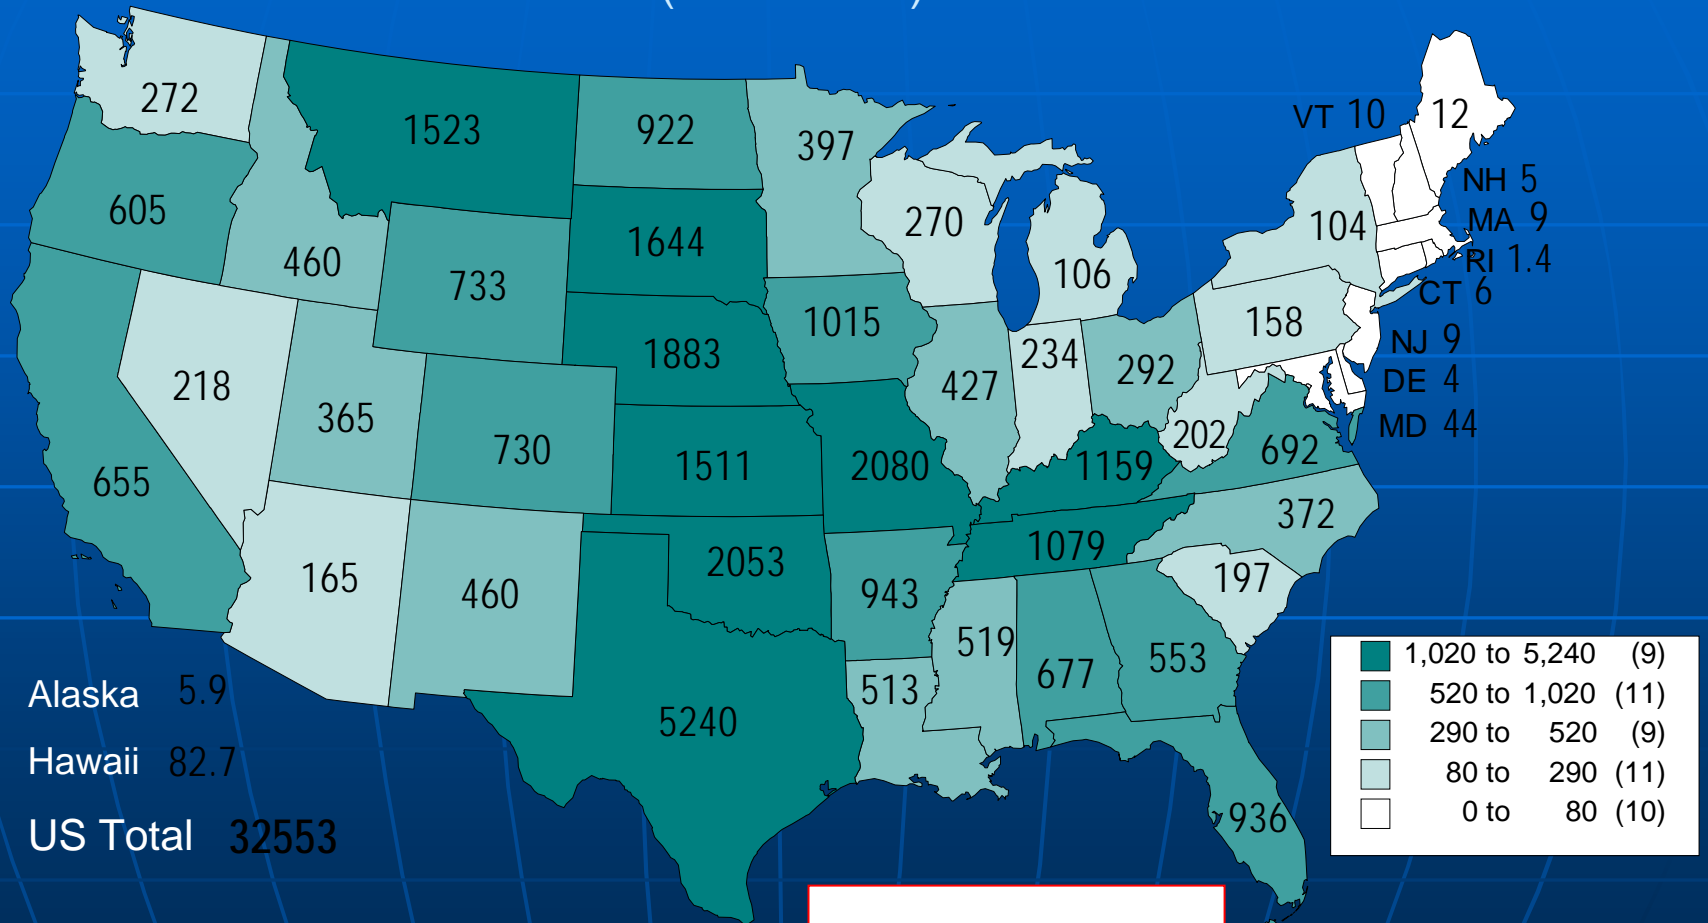 272
1523
922
397
VT 10
12
NH 5
605
1644
270
104
MA 9
460
733
106
RI 1.4
CT 6
1015
158
1883
234
NJ 9
218
427
292
DE 4
365
202
MD 44
730
1511
2080
1159
692
655
372
1079
2053
165
460
943
197
519
553
677
513
Alaska 5.9
5240
Hawaii 82.7
936
US Total 32553
1,020 to 5,240 (9)
520 to 1,020 (11)
290 to 520 (9)
80 to 290 (11)
0 to 80 (10)